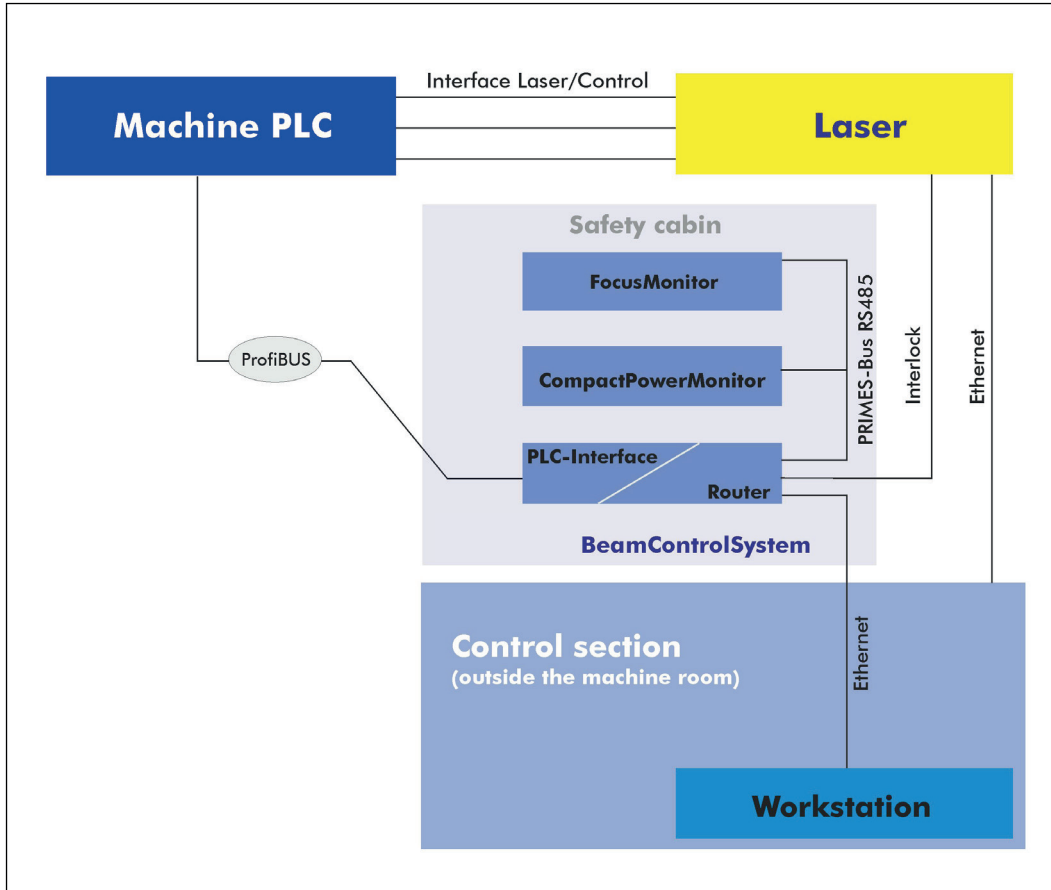 Interface Laser/Control
Machine PLC
Laser
Safety cabin
FocusMonitor
PRIMES-Bus RS485
Interlock
Ethernet
ProfiBUS
CompactPowerMonitor
PLC-Interface
Router
BeamControlSystem
Control section
(outside the machine room)
Ethernet
Workstation